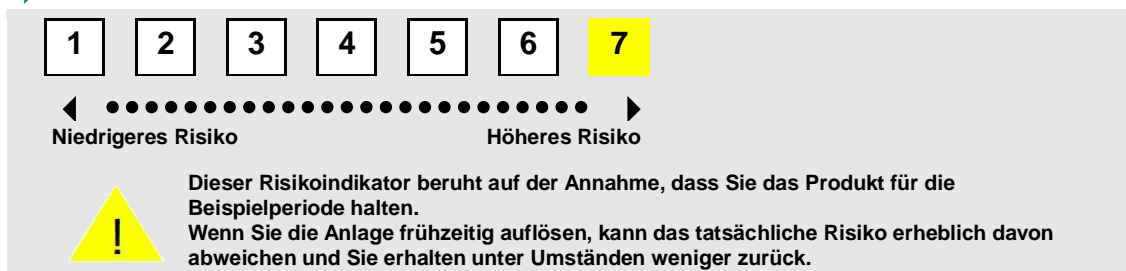 1 2 3 4 5 6 7
Niedrigeres Risiko Höheres Risiko
Dieser Risikoindikator beruht auf der Annahme, dass Sie das Produkt für die
Beispielperiode halten.
! Wenn Sie die Anlage frühzeitig auflösen, kann das tatsächliche Risiko erheblich davon
abweichen und Sie erhalten unter Umständen weniger zurück.